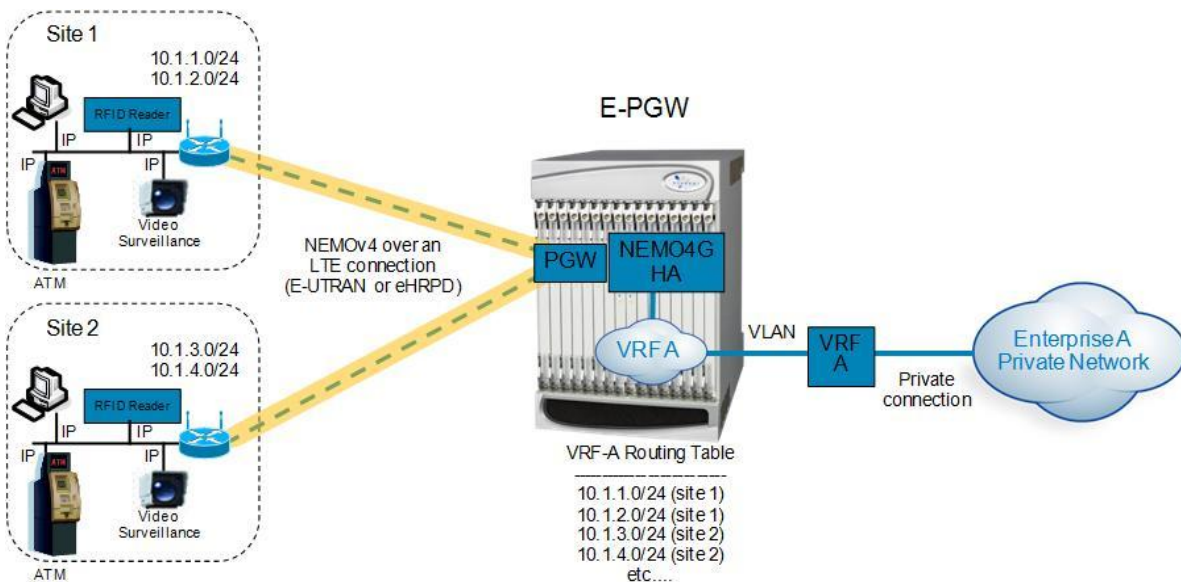 Site 1
10.1.1.0/24
10.1.2.0/24
RFID Reader
IP
IP
IP
IP
ATM
Video
Surveillance
ATM
Site 2
10.1.3.0/24
10.1.4.0/24
RFID Reader
IP
IP
IP
IP
ATM
Video
Surveillance
ATM
NEMOv4 over an
LTE connection
(E-UTRAN or eHRPD)
E-PGW
PGW
NEMO4G
HA
VRF A
VLAN
VRF
A
Private
connection
Enterprise A
Private Network
VRF-A Routing Table
10.1.1.0/24 (site 1)
10.1.2.0/24 (site 1)
10.1.3.0/24 (site 2)
10.1.4.0/24 (site 2)
etc....